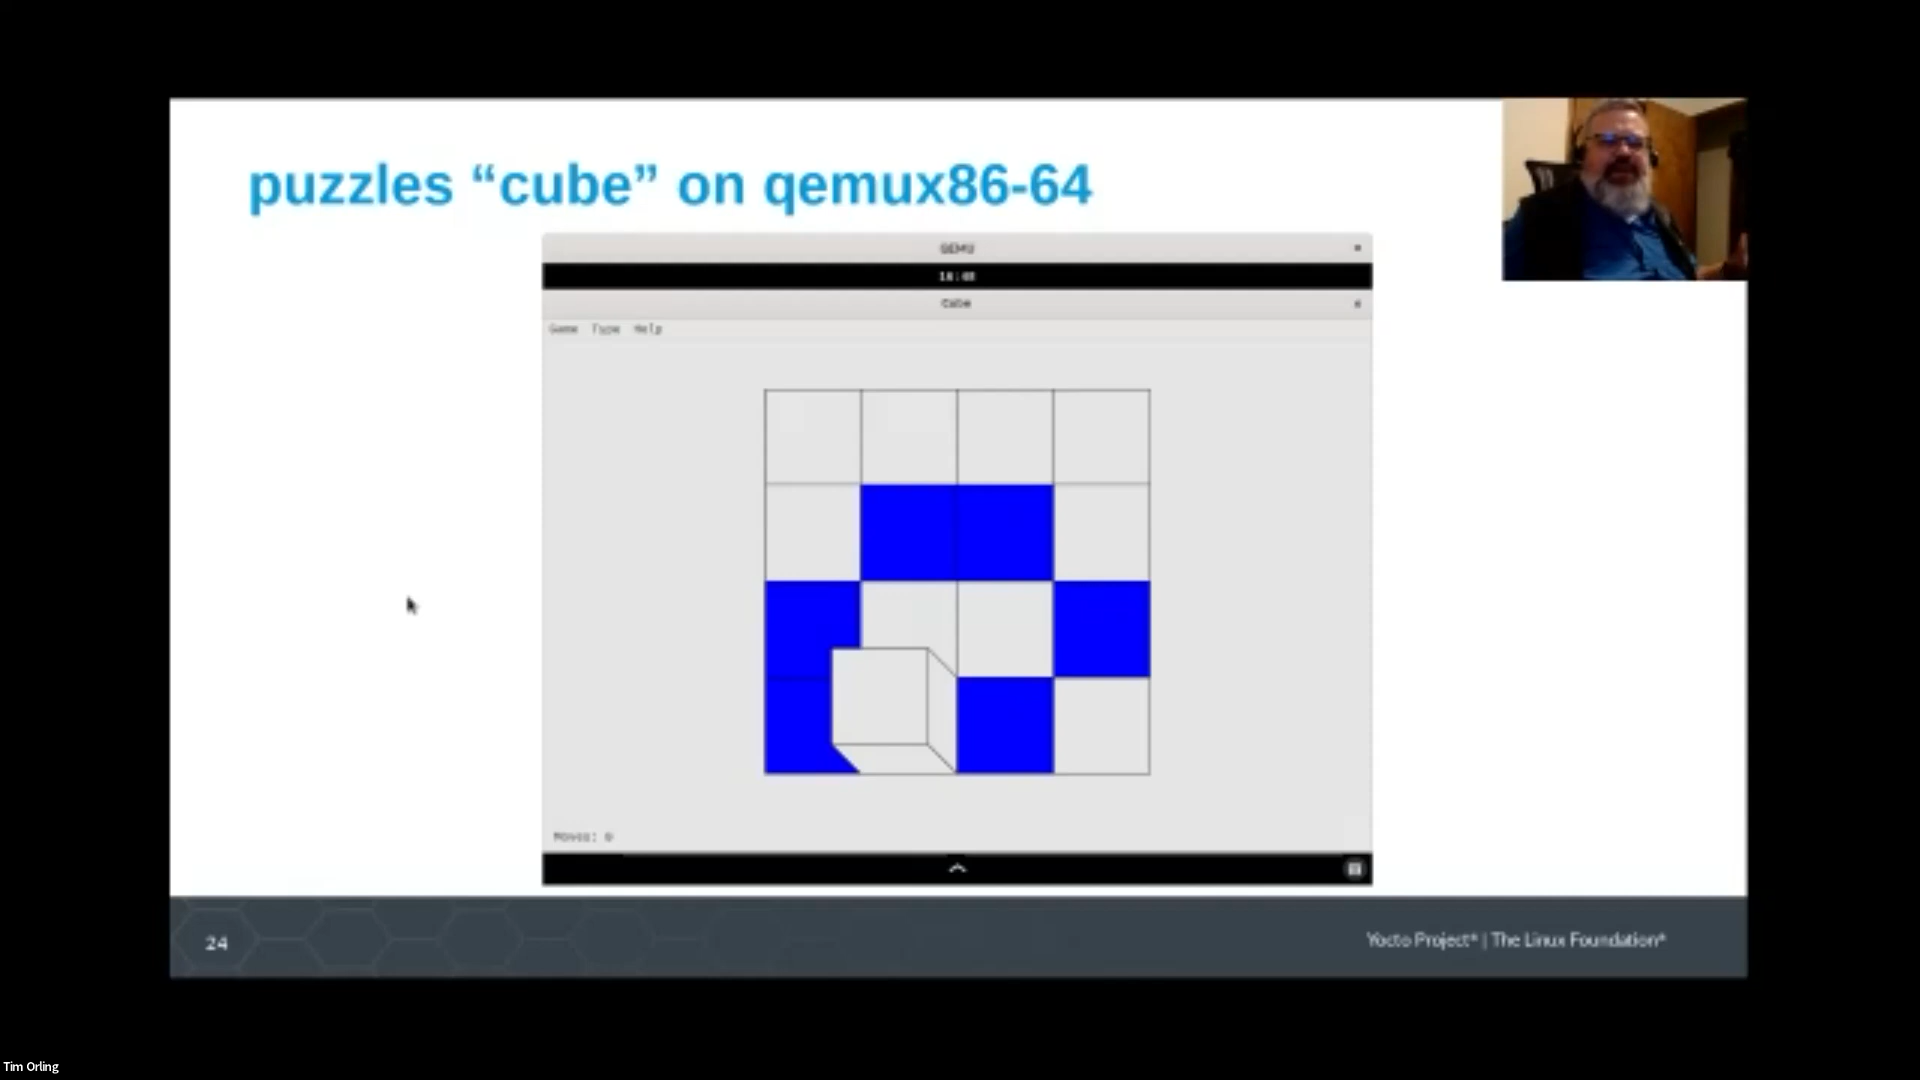 puzzles “cube” on qemux86-64
QEMU
Cube
Game Type Help
Moves: 0
24
Yocto Project* | The Linux Foundation*
Tim Orling